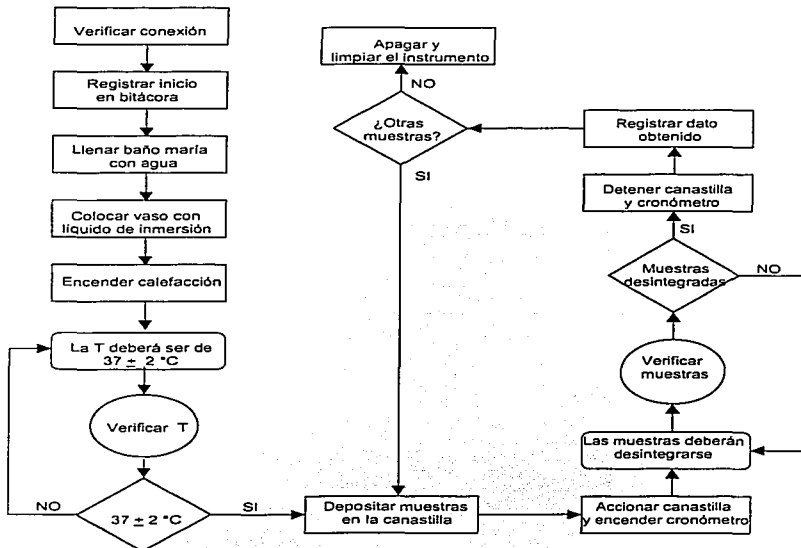 Verificar conexión
Registrar inicio
en bitácora
Llenar baño maría
con agua
Colocar vaso con
líquido de inmersión
Encender calefacción
La T deberá ser de
37 ± 2 °C
Verificar T
NO
37 ± 2 °C
SI
Apagar y
limpiar el instrumento
NO
¿Otras
muestras?
SI
Depositar muestras
en la canastilla
Registrar dato
obtenido
Detener canastilla
y cronómetro
SI
Muestras
desintegradas
NO
Verificar
muestras
Las muestras deberán
desintegrarse
Accionar canastilla
y encender cronómetro